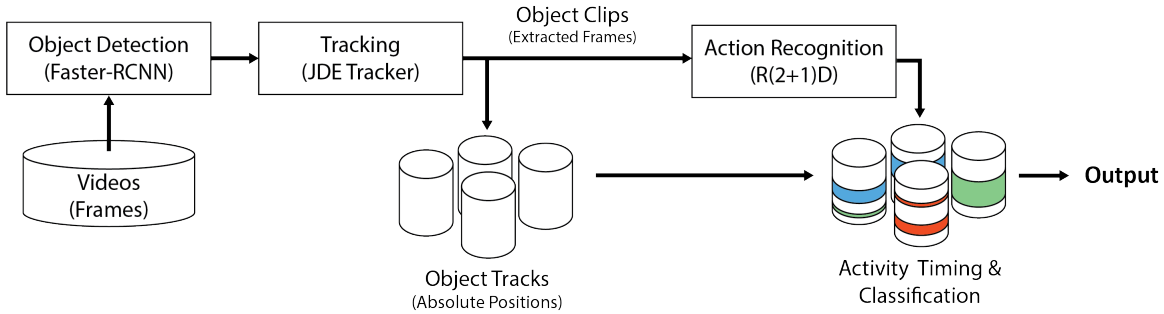 Object Detection
(Faster-RCNN)
Tracking
(JDE Tracker)
Object Clips
(Extracted Frames)
Action Recognition
(R(2+1)D)
Videos
(Frames)
Object Tracks
(Absolute Positions)
Activity Timing &
Classification
Output